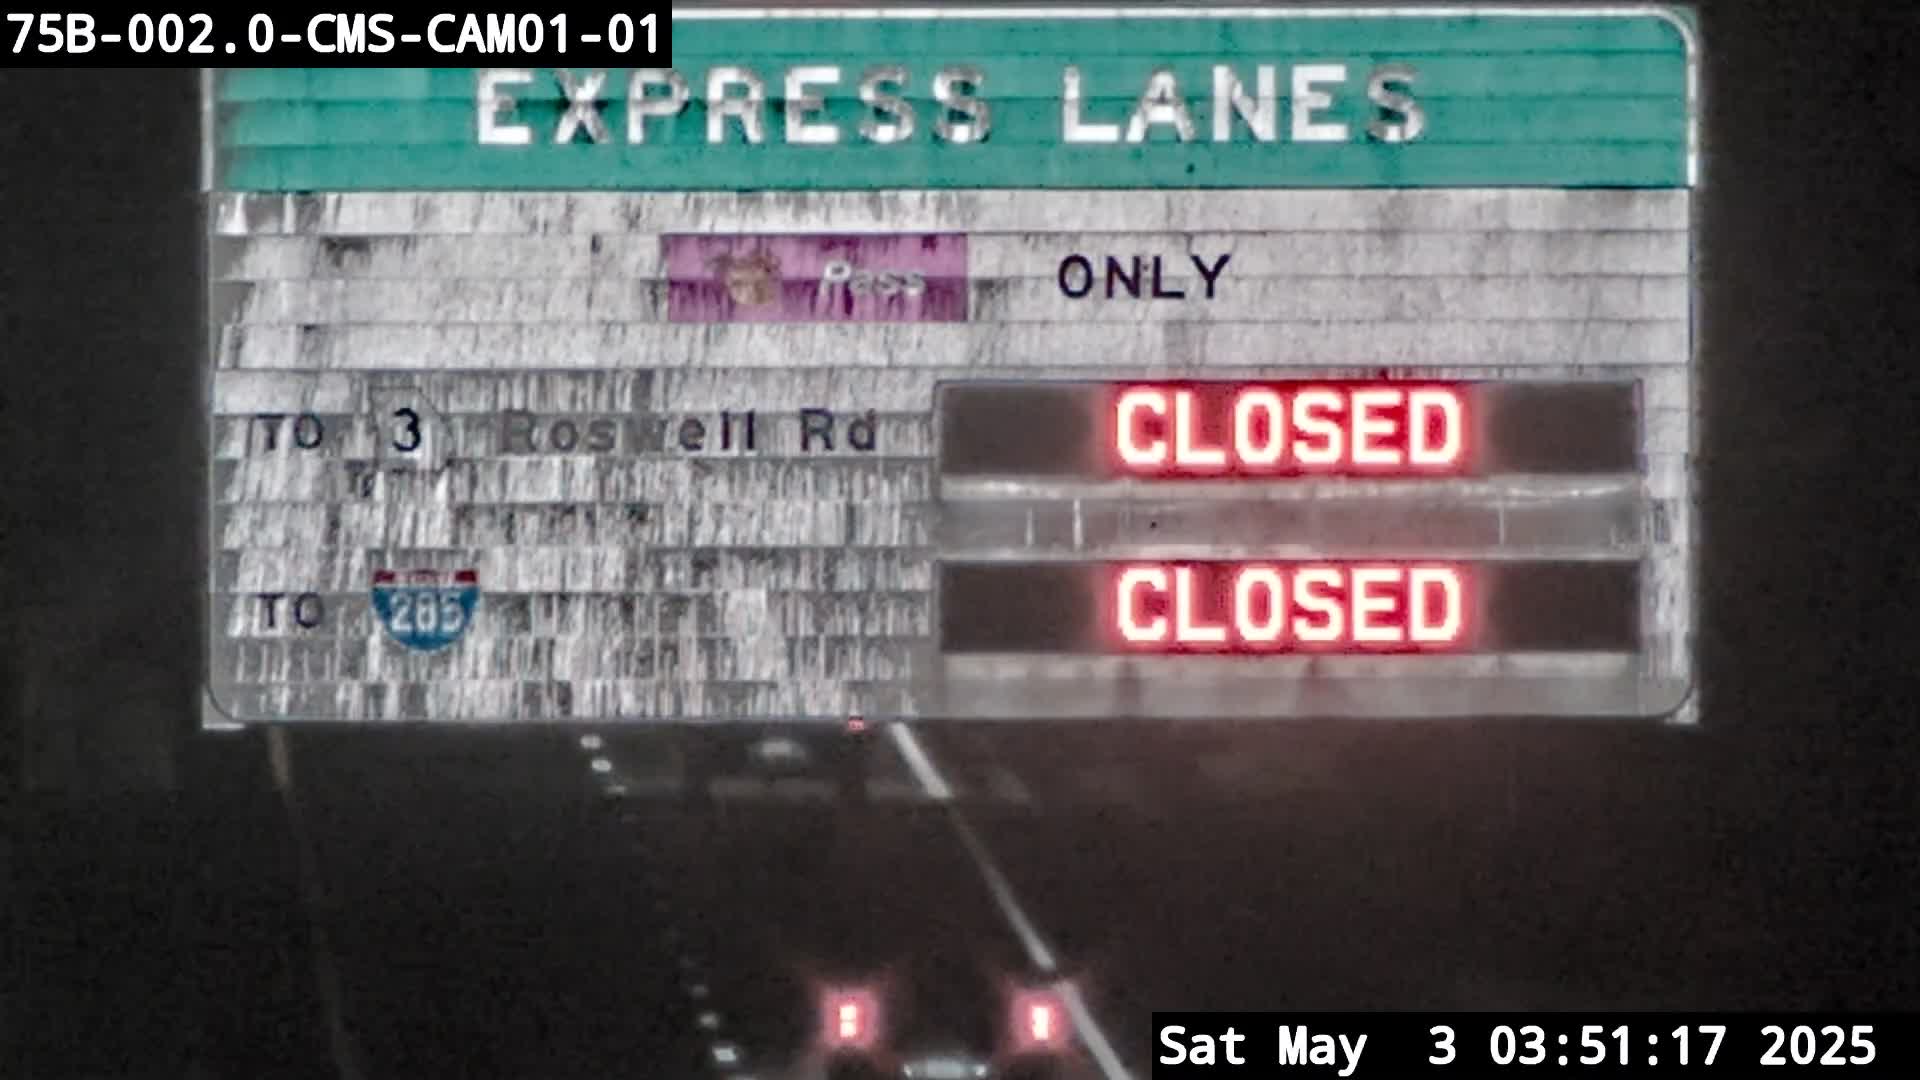 75B-002.0-CMS-CAM01-01
EXPRESS LANES
Pass ONLY
TO 3 Roswell Rd CLOSED
TO 285 CLOSED
Sat May 3 03:51:17 2025